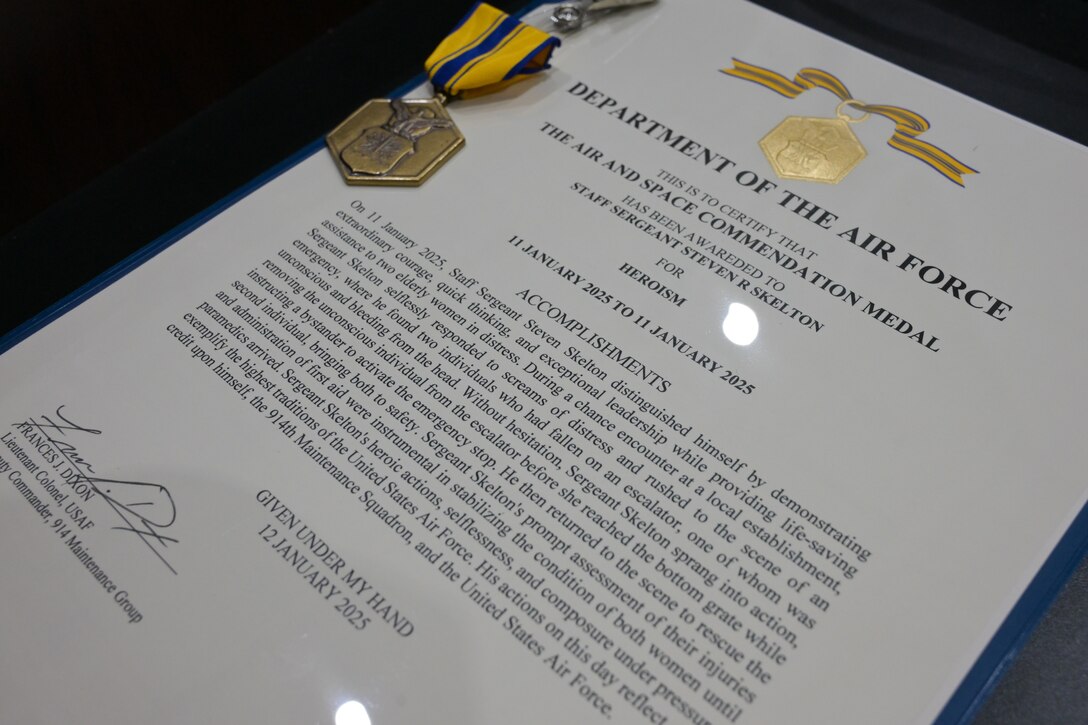 DEPARTMENT OF THE AIR FORCE
THIS IS TO CERTIFY THAT
THE AIR AND SPACE COMMENDATION MEDAL
HAS BEEN AWAREDED TO
STAFF SERGEANT STEVEN R SKELTON
FOR
HEROISM
11 JANUARY 2025 TO 11 JANUARY 2025
ACCOMPLISHMENTS
On 11 January 2025, Staff Sergeant Steven Skelton distinguished himself by demonstrating
extraordinary courage, quick thinking, and exceptional leadership while providing life-saving
assistance to two elderly women in distress. During a chance encounter at a local establishment,
Sergeant Skelton selflessly responded to screams of distress and rushed to the scene of an
emergency, where he found two individuals who had fallen on an escalator, one of whom was
unconscious and bleeding from the head. Without hesitation, Sergeant Skelton sprang into action,
removing the unconscious individual from the escalator before she reached the bottom grate while
instructing a bystander to activate the emergency stop. He then returned to the scene to rescue the
second individual, bringing both to safety. Sergeant Skelton's prompt assessment of their injuries
and administration of first aid were instrumental in stabilizing the condition of both women until
paramedics arrived. Sergeant Skelton's heroic actions, selflessness, and composure under pressure
exemplify the highest traditions of the United States Air Force. His actions on this day reflect
credit upon himself, the 914th Maintenance Squadron, and the United States Air Force.
GIVEN UNDER MY HAND
12 JANUARY 2025
FRANCES J. DIXON
Lieutenant Colonel, USAF
Commander, 914 Maintenance Group